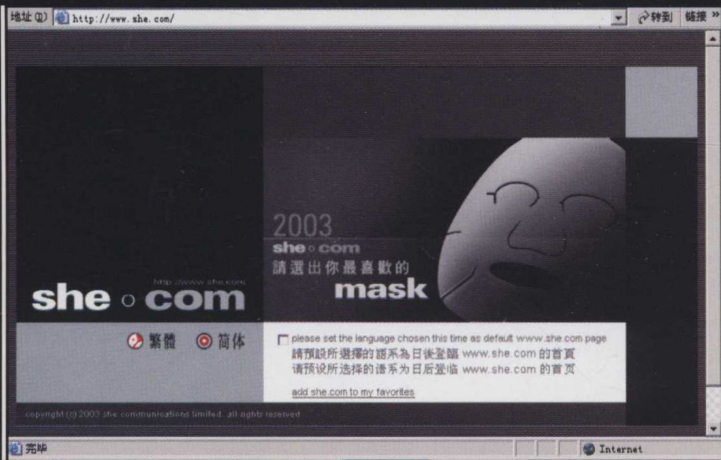 地址(D) http://www.she.com/ 转到 链接 »
2003
she○com
請選出你最喜歡的
mask
http://www.she.com
she○com
繁體 简体
please set the language chosen this time as default www.she.com page
請預設所選擇的語系為日後登臨 www.she.com 的首頁
请预设所选择的谱系为日后登临 www.she.com 的首页
add she.com to my favorites
copyright (c) 2003 she communications limited. all rights reserved
完毕 Internet